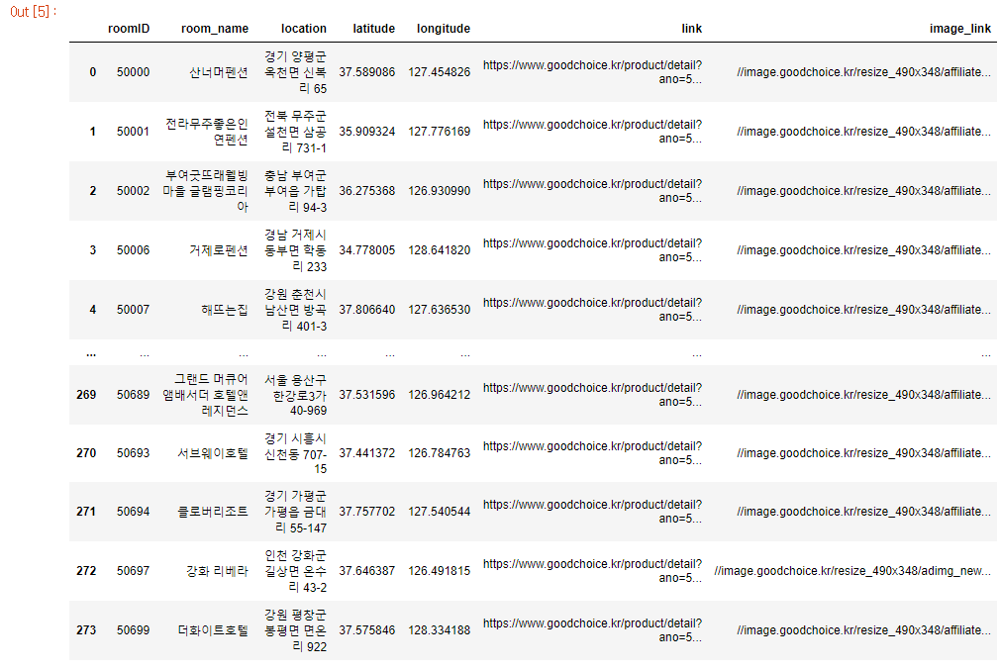 Out [5]:
roomID room_name location latitude longitude link image_link
0 50000 산너머펜션 경기 양평군 옥천면 신복리 65 37.589086 127.454826 https://www.goodchoice.kr/product/detail?ano=5... //image.goodchoice.kr/resize_490x348/affiliate...
1 50001 전라무주좋은인연펜션 전북 무주군 설천면 삼공리 731-1 35.909324 127.776169 https://www.goodchoice.kr/product/detail?ano=5... //image.goodchoice.kr/resize_490x348/affiliate...
2 50002 부여굿뜨래웰빙마을 글램핑코리아 충남 부여군 부여읍 가탑리 94-3 36.275368 126.930990 https://www.goodchoice.kr/product/detail?ano=5... //image.goodchoice.kr/resize_490x348/affiliate...
3 50006 거제로펜션 경남 거제시 동부면 학동리 233 34.778005 128.641820 https://www.goodchoice.kr/product/detail?ano=5... //image.goodchoice.kr/resize_490x348/affiliate...
4 50007 해뜨는집 강원 춘천시 남산면 방곡리 401-3 37.806640 127.636530 https://www.goodchoice.kr/product/detail?ano=5... //image.goodchoice.kr/resize_490x348/affiliate...
... ... ... ... ... ... ... ...
269 50689 그랜드 머큐어 앰배서더 호텔앤레지던스 서울 용산구 한강로3가 40-969 37.531596 126.964212 https://www.goodchoice.kr/product/detail?ano=5... //image.goodchoice.kr/resize_490x348/affiliate...
270 50693 서브웨이호텔 경기 시흥시 신천동 707-15 37.441372 126.784763 https://www.goodchoice.kr/product/detail?ano=5... //image.goodchoice.kr/resize_490x348/affiliate...
271 50694 클로버리조트 경기 가평군 가평읍 금대리 55-147 37.757702 127.540544 https://www.goodchoice.kr/product/detail?ano=5... //image.goodchoice.kr/resize_490x348/affiliate...
272 50697 강화 리베라 인천 강화군 길상면 온수리 43-2 37.646387 126.491815 https://www.goodchoice.kr/product/detail?ano=5... //image.goodchoice.kr/resize_490x348/adimg_new...
273 50699 더화이트호텔 강원 평창군 봉평면 면온리 922 37.575846 128.334188 https://www.goodchoice.kr/product/detail?ano=5... //image.goodchoice.kr/resize_490x348/affiliate...